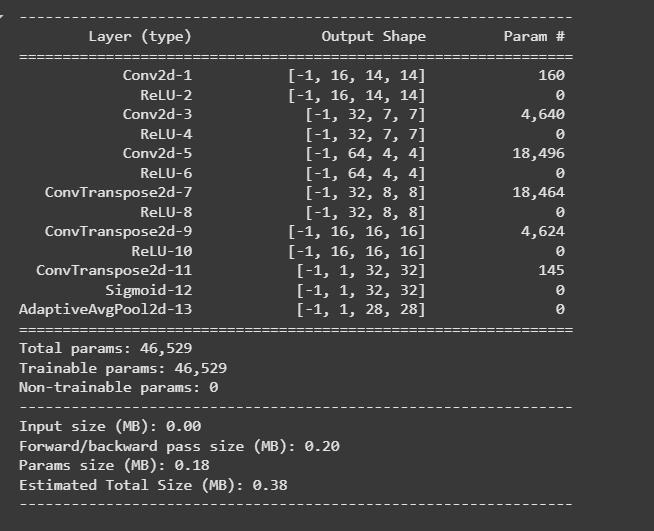 ----------------------------------------------------------------
        Layer (type)               Output Shape         Param #
================================================================
            Conv2d-1           [-1, 16, 14, 14]             160
              ReLU-2           [-1, 16, 14, 14]               0
            Conv2d-3             [-1, 32, 7, 7]           4,640
              ReLU-4             [-1, 32, 7, 7]               0
            Conv2d-5             [-1, 64, 4, 4]          18,496
              ReLU-6             [-1, 64, 4, 4]               0
   ConvTranspose2d-7             [-1, 32, 8, 8]          18,464
              ReLU-8             [-1, 32, 8, 8]               0
   ConvTranspose2d-9           [-1, 16, 16, 16]           4,624
             ReLU-10           [-1, 16, 16, 16]               0
  ConvTranspose2d-11            [-1, 1, 32, 32]             145
          Sigmoid-12            [-1, 1, 32, 32]               0
AdaptiveAvgPool2d-13            [-1, 1, 28, 28]               0
================================================================
Total params: 46,529
Trainable params: 46,529
Non-trainable params: 0
----------------------------------------------------------------
Input size (MB): 0.00
Forward/backward pass size (MB): 0.20
Params size (MB): 0.18
Estimated Total Size (MB): 0.38
----------------------------------------------------------------